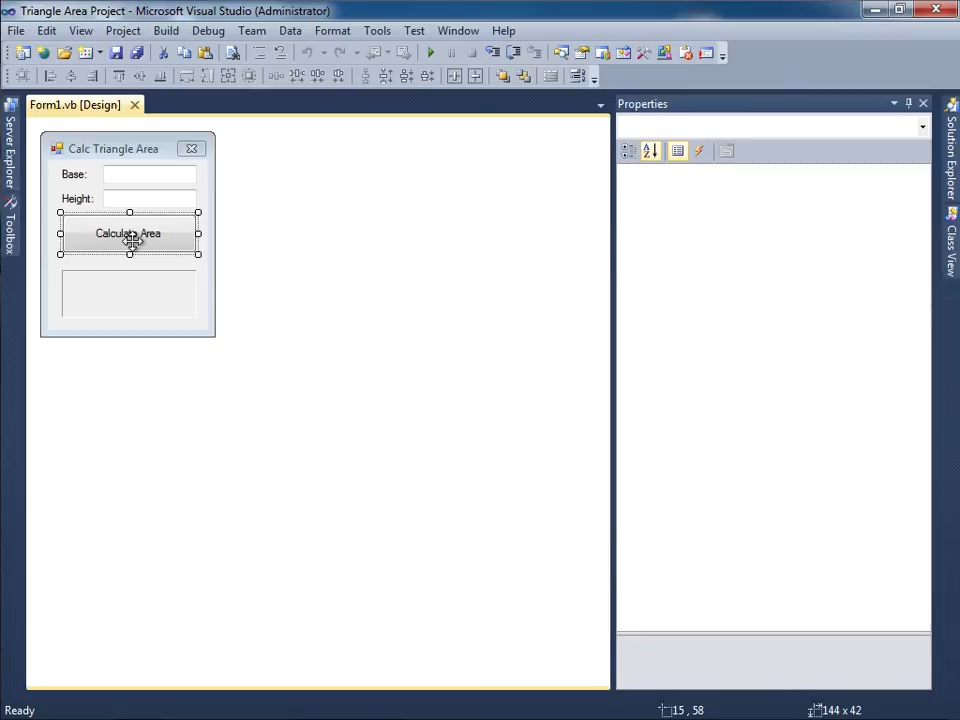 Triangle Area Project - Microsoft Visual Studio (Administrator)
File Edit View Project Build Debug Team Data Format Tools Test Window Help
Form1.vb [Design]
Properties
Server Explorer
Toolbox
Calc Triangle Area
Base:
Height:
Calculate Area
Solution Explorer
Class View
Ready
15 , 58
144 x 42